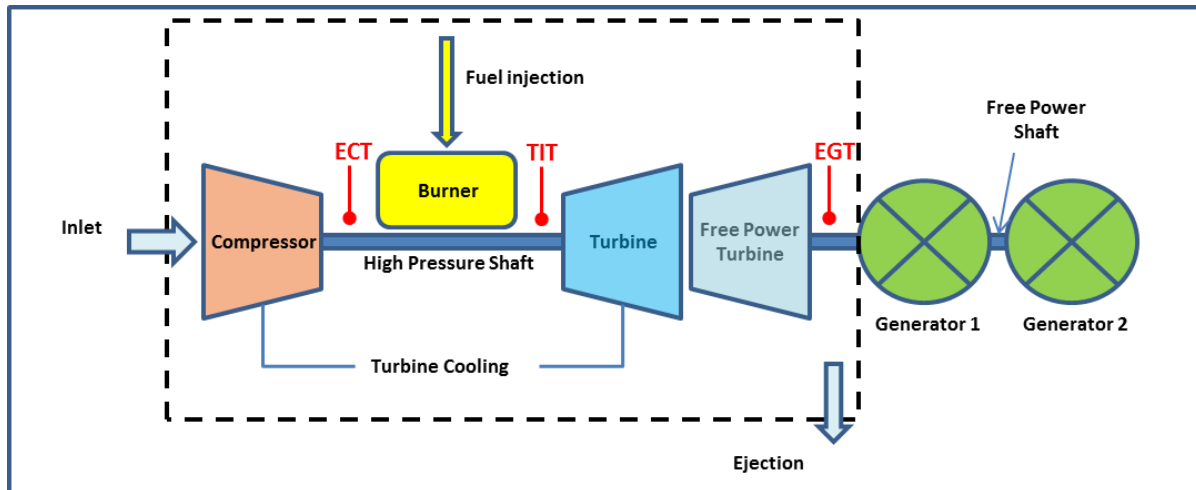 Fuel injection
Free Power
Shaft
ECT
TIT
EGT
Burner
Inlet
Compressor
Turbine
Free Power
Turbine
High Pressure Shaft
Generator 1
Generator 2
Turbine Cooling
Ejection